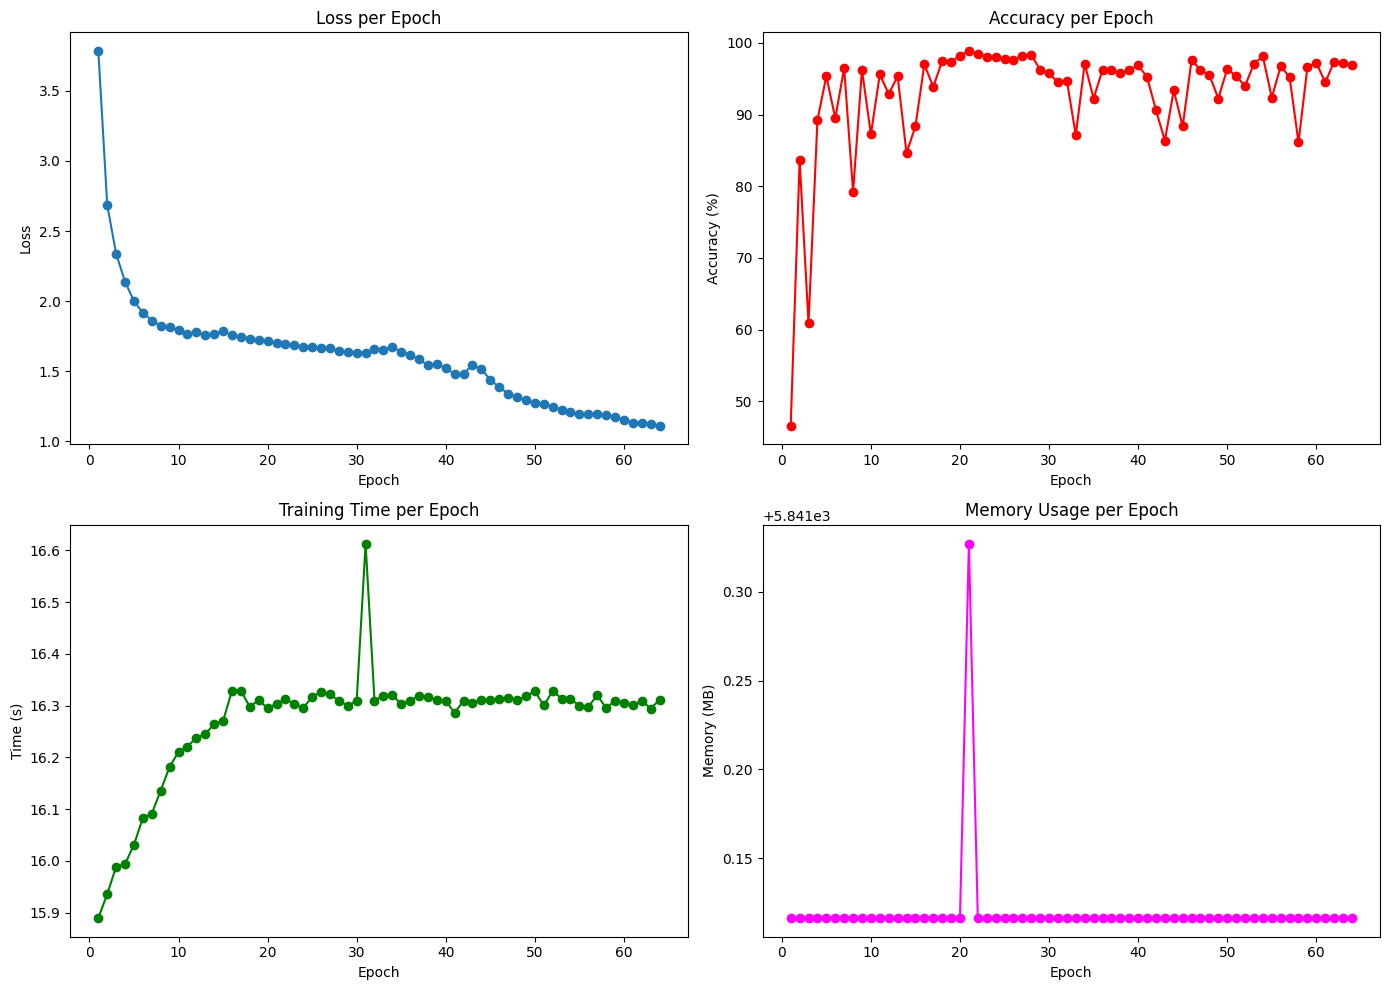 Loss per Epoch
3.5
3.0
2.5
2.0
1.5
1.0
Loss
0 10 20 30 40 50 60
Epoch
Accuracy per Epoch
100
90
80
70
60
50
Accuracy (%)
0 10 20 30 40 50 60
Epoch
Training Time per Epoch
16.6
16.5
16.4
16.3
16.2
16.1
16.0
15.9
Time (s)
0 10 20 30 40 50 60
Epoch
Memory Usage per Epoch
+5.841e3
0.30
0.25
0.20
0.15
Memory (MB)
0 10 20 30 40 50 60
Epoch